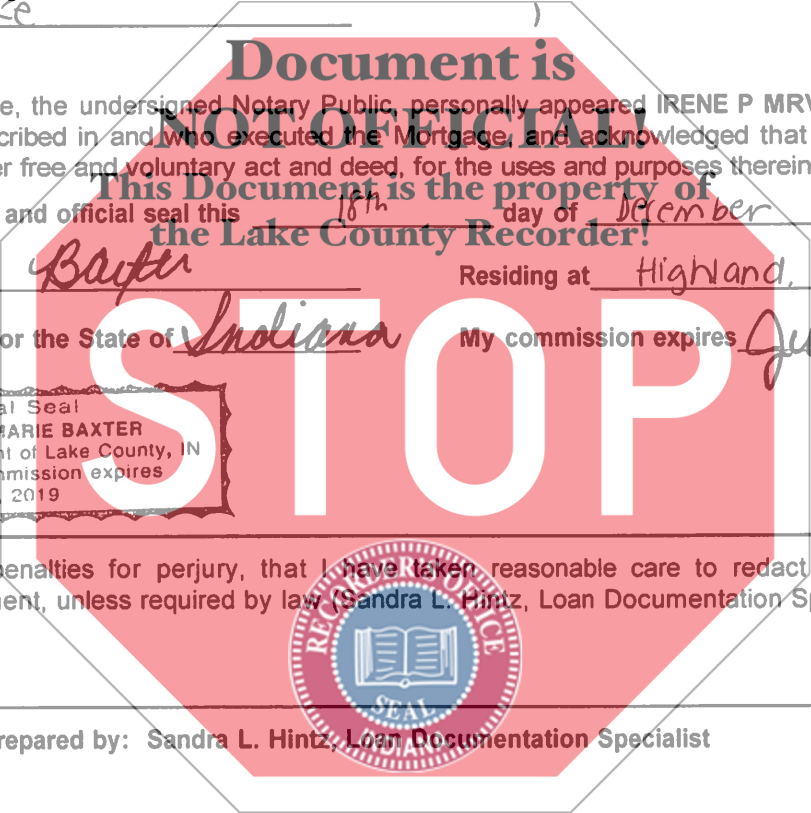 Document is
e, the undersigned Notary Public, personally appeared IRENE P MRV
NOT OFFICIAL!
cribed in and who executed the Mortgage, and acknowledged that
er free and voluntary act and deed, for the uses and purposes therein
This Document is the property of
and official seal this 18th day of December
the Lake County Recorder!
Baxter Residing at Highland,
or the State of Indiana My commission expires Ju
STOP
al Seal
MARIE BAXTER
nt of Lake County, IN
mmission expires
, 2019
penalties for perjury, that I have taken reasonable care to redact
ment, unless required by law (Sandra L. Hintz, Loan Documentation Sp
RECORDER'S OFFICE
SEAL
INDIANA
repared by: Sandra L. Hintz, Loan Documentation Specialist